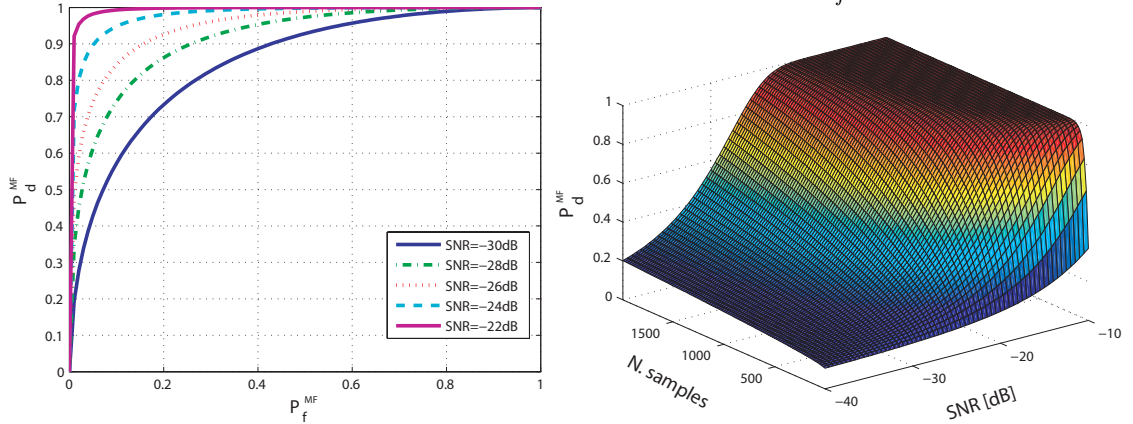 f
1
0.9
0.8
0.7
0.6
0.5
0.4
0.3
0.2
0.1
0
0
0.2
0.4
0.6
0.8
1
P_d^MF
P_f^MF
SNR=−30dB
SNR=−28dB
SNR=−26dB
SNR=−24dB
SNR=−22dB
1
0.8
0.6
0.4
0.2
0
P_d^MF
1500
1000
500
N. samples
−40
−30
−20
−10
SNR [dB]